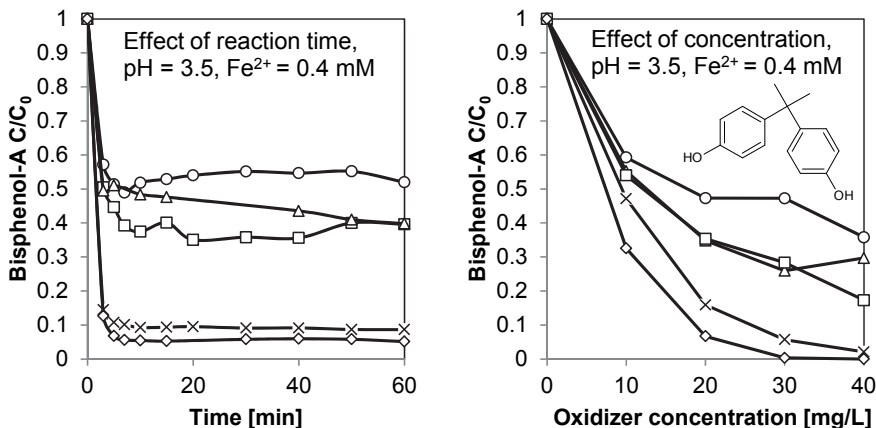 Effect of reaction time,
pH = 3.5, Fe²⁺ = 0.4 mM
Bisphenol-A C/C₀
1
0.9
0.8
0.7
0.6
0.5
0.4
0.3
0.2
0.1
0
0 20 40 60
Time [min]
Effect of concentration,
pH = 3.5, Fe²⁺ = 0.4 mM
HO
OH
Bisphenol-A C/C₀
1
0.9
0.8
0.7
0.6
0.5
0.4
0.3
0.2
0.1
0
0 10 20 30 40
Oxidizer concentration [mg/L]